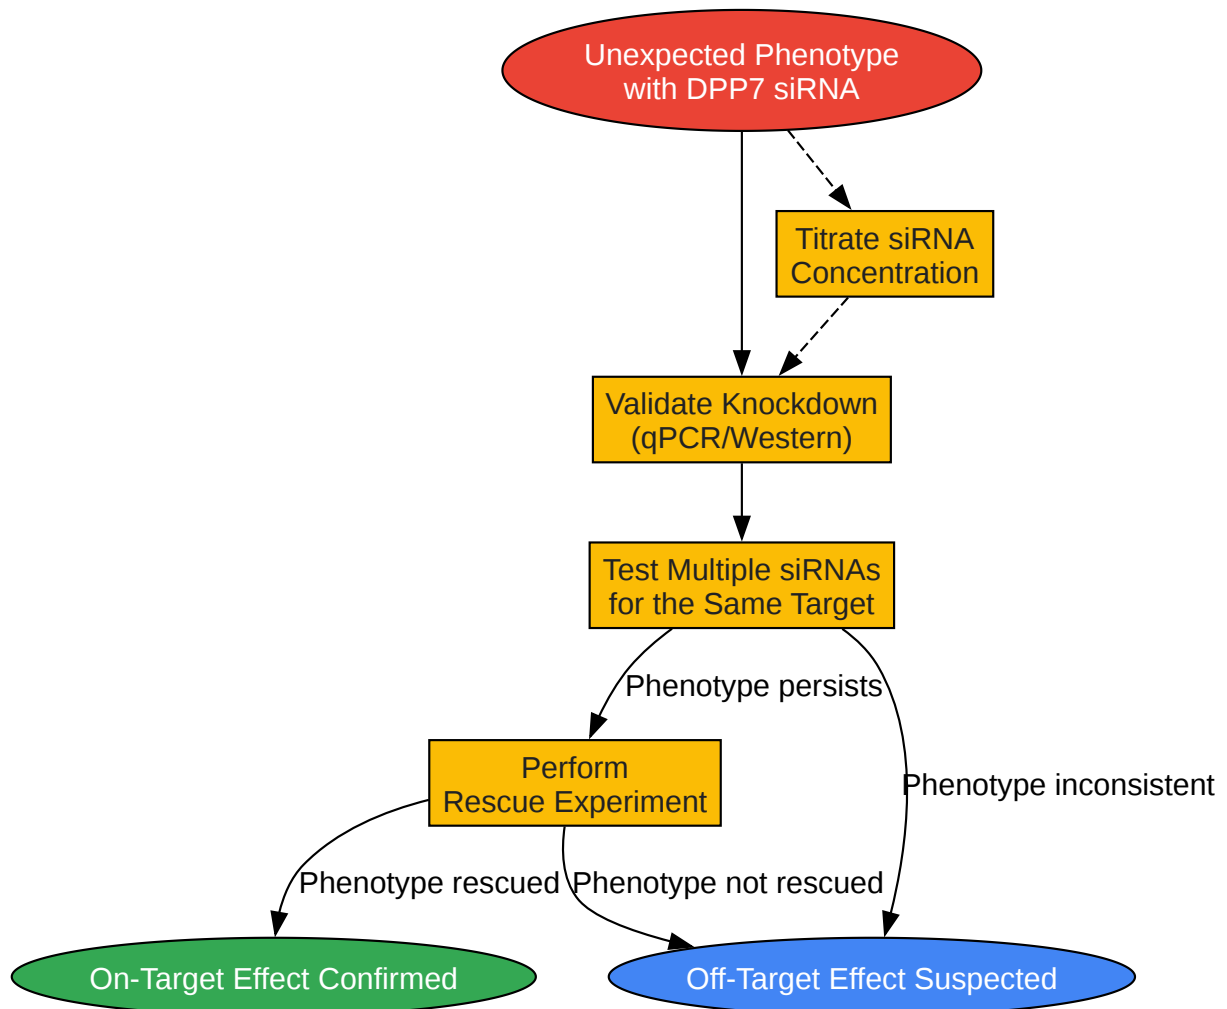 Unexpected Phenotype
with DPP7 siRNA
Titrate siRNA
Concentration
Validate Knockdown
(qPCR/Western)
Test Multiple siRNAs
for the Same Target
Phenotype persists
Perform
Rescue Experiment
Phenotype inconsistent
Phenotype rescued
Phenotype not rescued
On-Target Effect Confirmed
Off-Target Effect Suspected